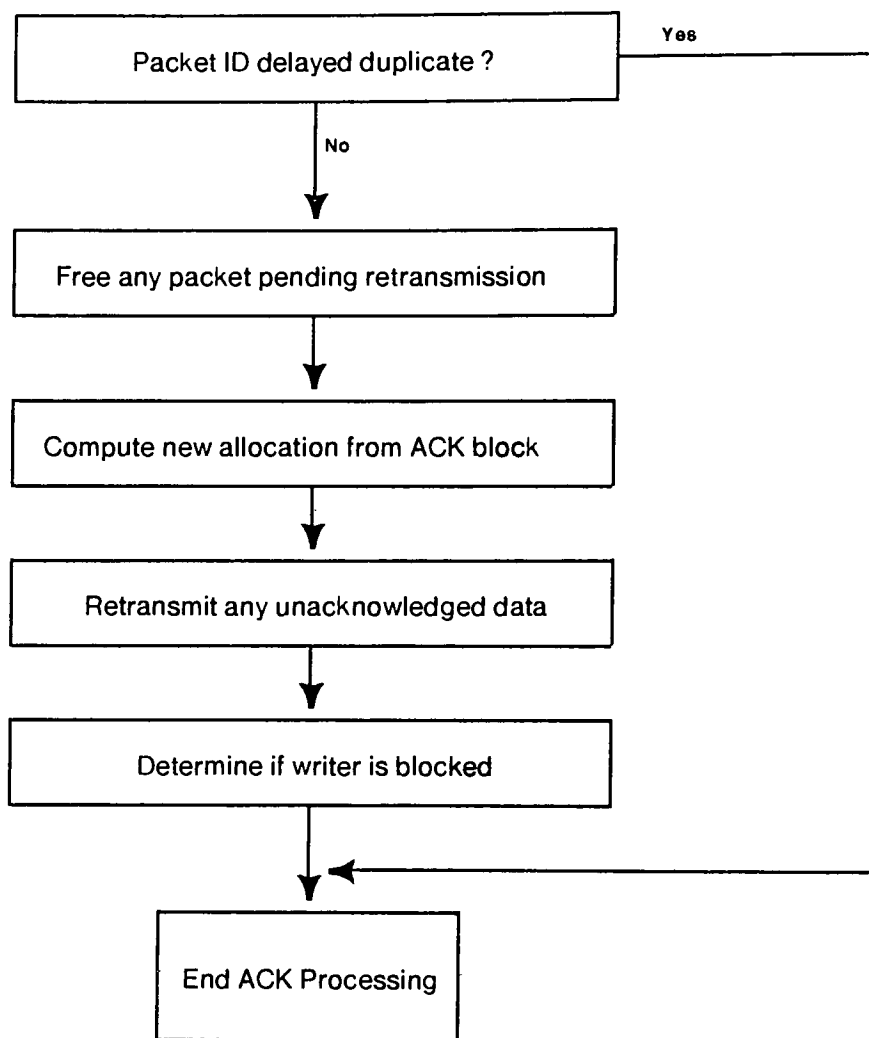 Packet ID delayed duplicate ?
Yes
No
Free any packet pending retransmission
Compute new allocation from ACK block
Retransmit any unacknowledged data
Determine if writer is blocked
End ACK Processing